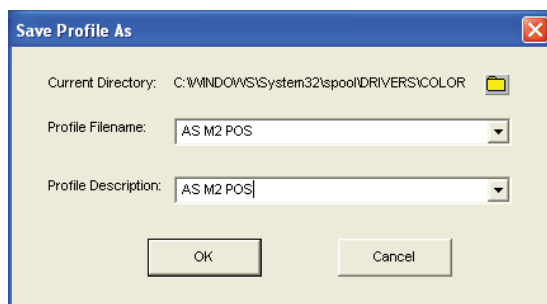 Save Profile As
Current Directory: C:\WINDOWS\System32\spool\DRIVERS\COLOR
Profile Filename: AS M2 POS
Profile Description: AS M2 POS
OK Cancel